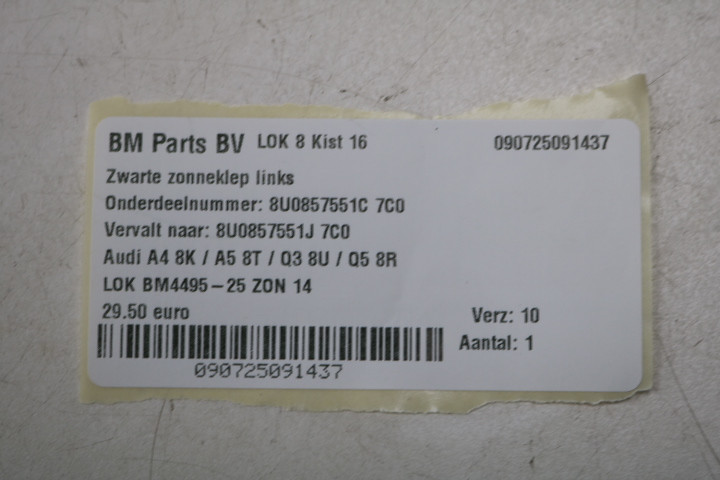 BM Parts BV LOK 8 Kist 16 090725091437
Zwarte zonneklep links
Onderdeelnummer: 8U0857551C 7C0
Vervalt naar: 8U0857551J 7C0
Audi A4 8K / A5 8T / Q3 8U / Q5 8R
LOK BM4495-25 ZON 14
29.50 euro Verz: 10
Aantal: 1
090725091437